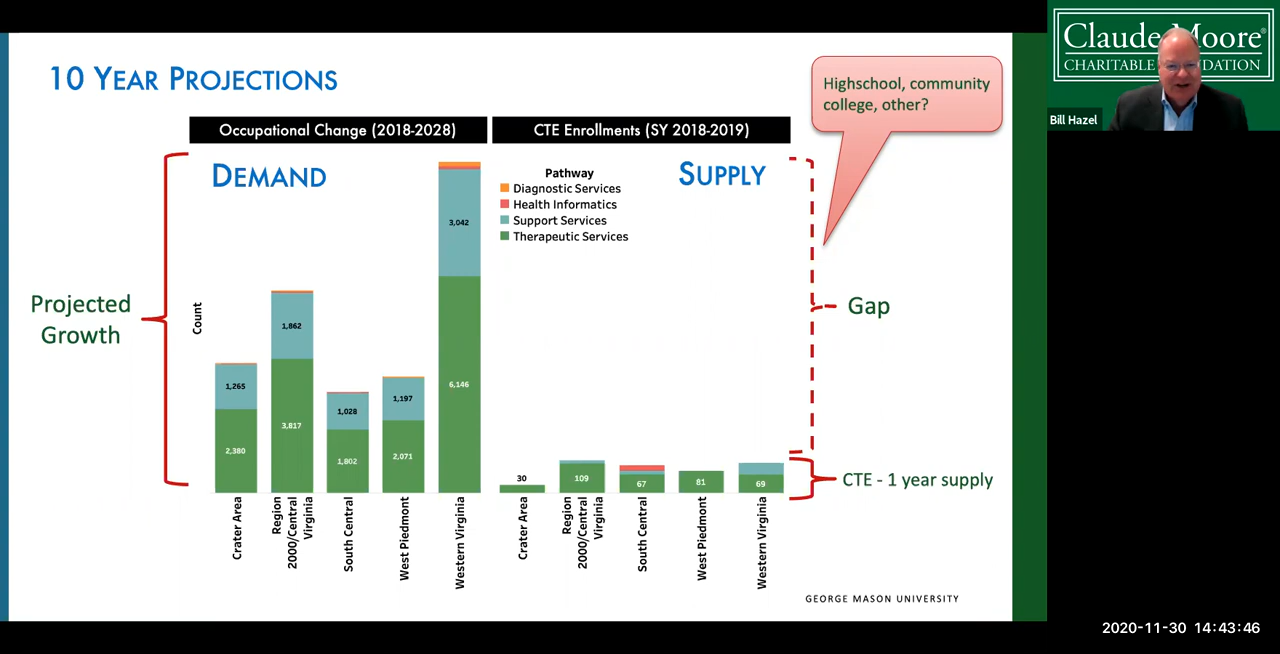 10 YEAR PROJECTIONS
Occupational Change (2018-2028)
CTE Enrollments (SY 2018-2019)
Highschool, community
college, other?
DEMAND
SUPPLY
Pathway
Diagnostic Services
Health Informatics
Support Services
Therapeutic Services
Projected
Growth
Count
1,265
2,380
1,862
3,817
1,028
1,802
1,197
2,071
3,042
6,146
30
109
67
81
69
Gap
CTE - 1 year supply
Crater Area
Region
2000/Central
Virginia
South Central
West Piedmont
Western Virginia
Crater Area
Region
2000/Central
Virginia
South Central
West Piedmont
Western Virginia
GEORGE MASON UNIVERSITY
Claude Moore®
CHARITABLE
Bill Hazel
2020-11-30 14:43:46